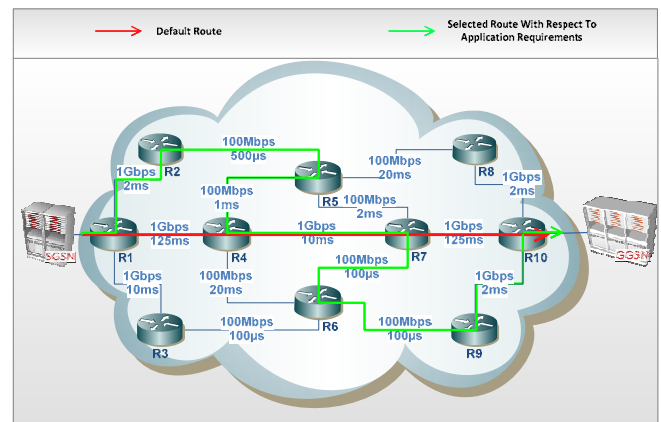 Default Route
Selected Route With Respect To
Application Requirements
R2
100Mbps
500µs
1Gbps
2ms
R5
100Mbps
20ms
R8
1Gbps
2ms
100Mbps
1ms
100Mbps
2ms
SGSN
R1
1Gbps
125ms
R4
1Gbps
10ms
R7
1Gbps
125ms
R10
GGSN
1Gbps
10ms
100Mbps
20ms
100Mbps
100µs
1Gbps
2ms
R3
100Mbps
100µs
R6
100Mbps
100µs
R9